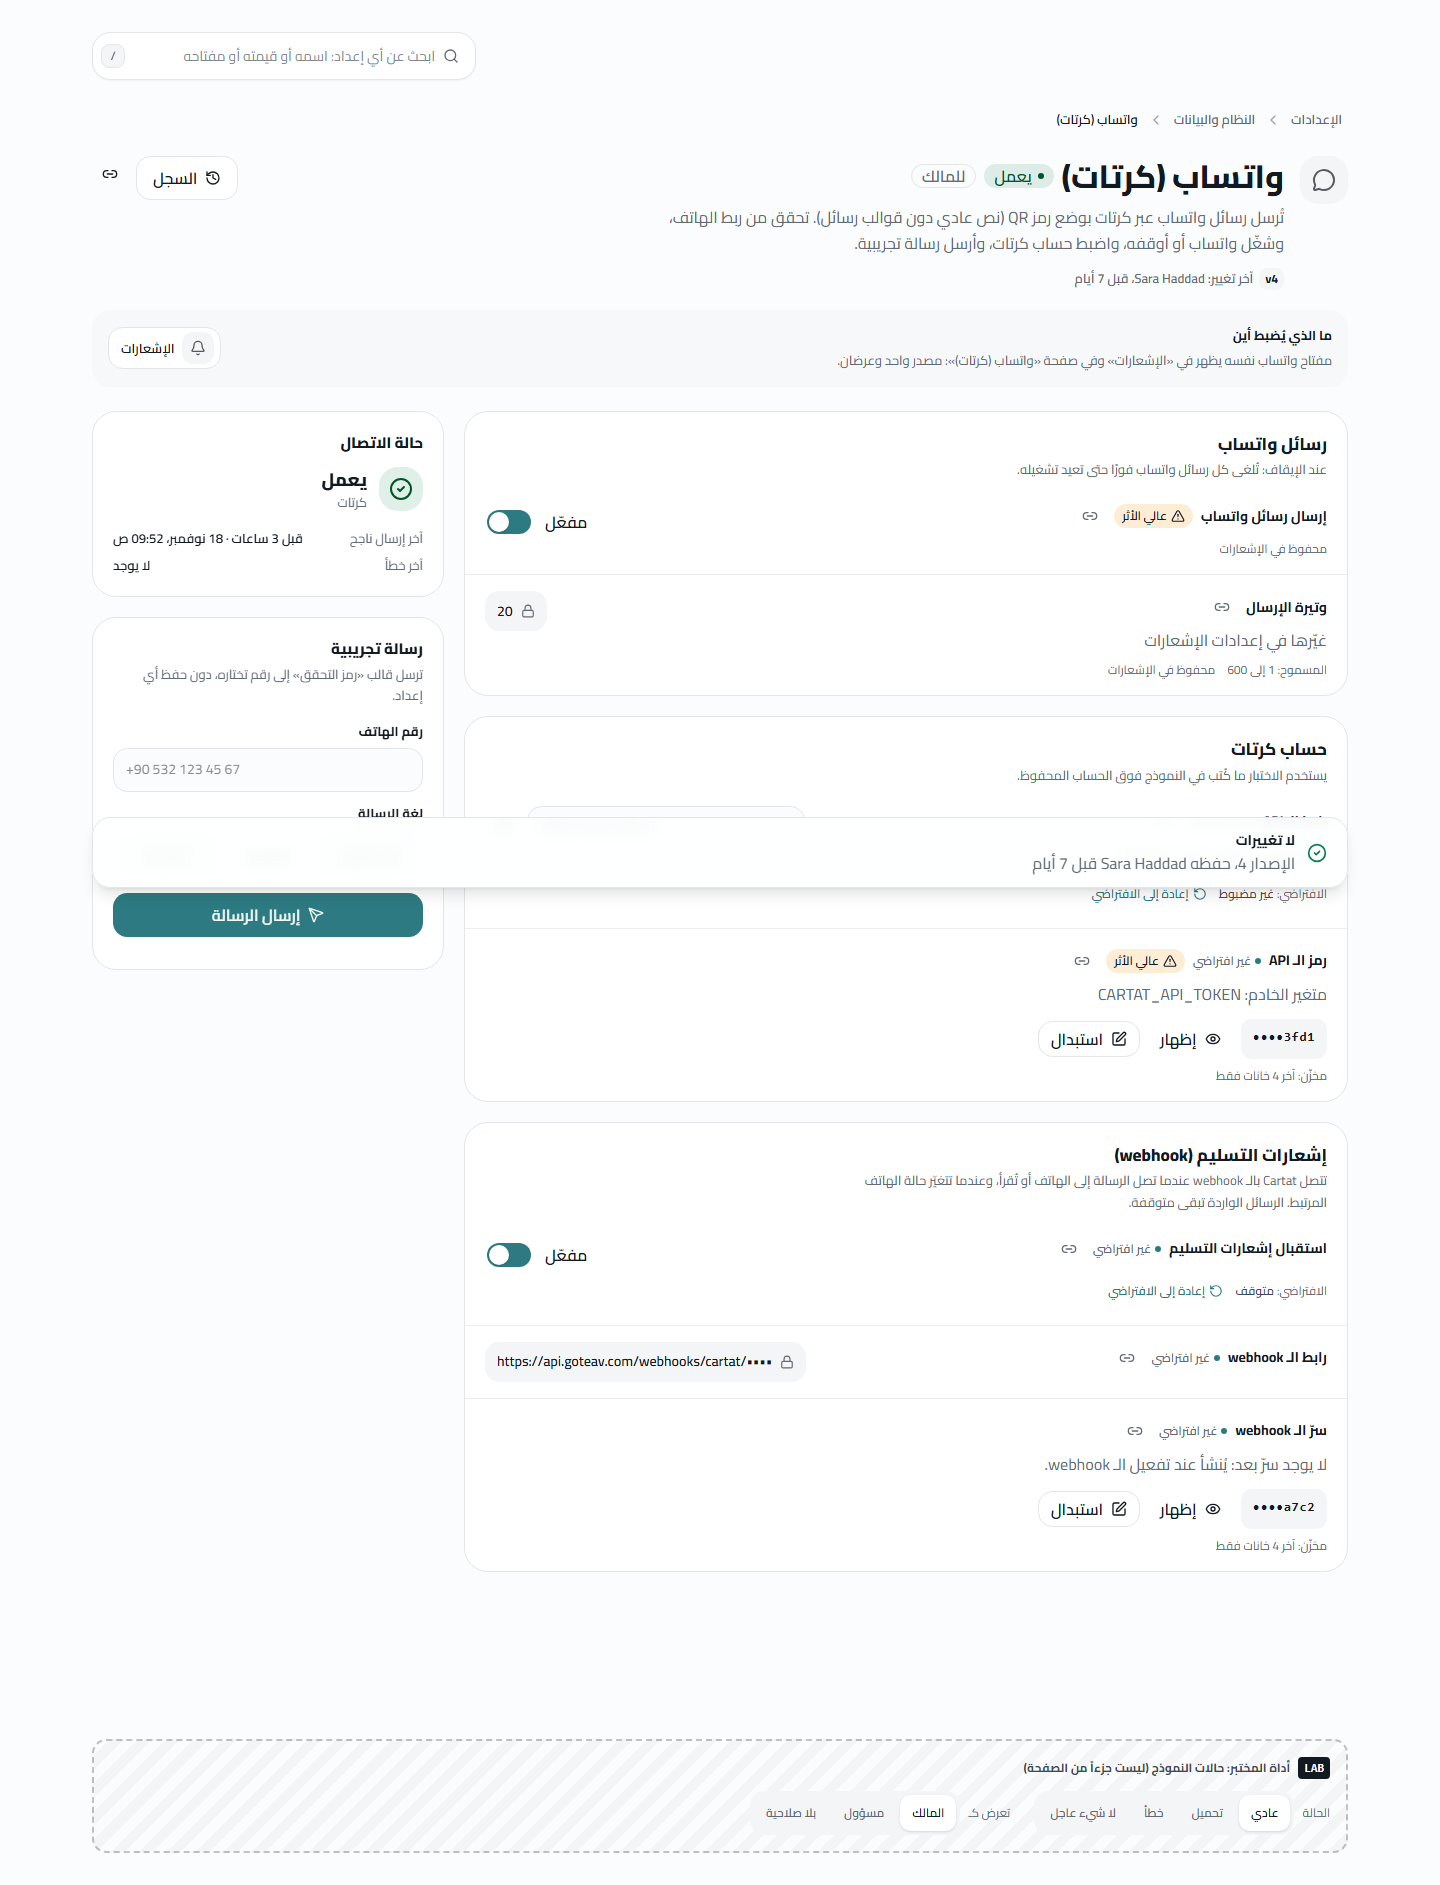 ابحث عن أي إعداد: اسمه أو قيمته أو مفتاحه
/
الإعدادات
النظام والبيانات
واتساب (كرتات)
واتساب (كرتات)
يعمل
للمالك
السجل
تُرسل رسائل واتساب عبر كرتات بوضع رمز QR (نص عادي دون قوالب رسائل). تحقق من ربط الهاتف،
وشغّل واتساب أو أوقفه، واضبط حساب كرتات، وأرسل رسالة تجريبية.
v4 آخر تغيير: Sara Haddad، قبل 7 أيام
ما الذي يُضبط أين
مفتاح واتساب نفسه يظهر في «الإشعارات» وفي صفحة «واتساب (كرتات)»: مصدر واحد وعرضان.
الإشعارات
رسائل واتساب
عند الإيقاف: تُلغى كل رسائل واتساب فورًا حتى تعيد تشغيله.
إرسال رسائل واتساب
عالي الأثر
مفعّل
محفوظ في الإشعارات
وتيرة الإرسال
20
غيّرها في إعدادات الإشعارات
المسموح: 1 إلى 600
محفوظ في الإشعارات
حالة الاتصال
يعمل
كرتات
آخر إرسال ناجح
قبل 3 ساعات · 18 نوفمبر، 09:52 ص
آخر خطأ
لا يوجد
رسالة تجريبية
ترسل قالب «رمز التحقق» إلى رقم تختاره، دون حفظ أي
إعداد.
رقم الهاتف
+90 532 123 45 67
لغة الرسالة
إرسال الرسالة
حساب كرتات
يستخدم الاختبار ما كُتب في النموذج فوق الحساب المحفوظ.
لا تغييرات
الإصدار 4، حفظه Sara Haddad قبل 7 أيام
الافتراضي: غير مضبوط
إعادة إلى الافتراضي
رمز الـ API
غير افتراضي
عالي الأثر
متغير الخادم: CARTAT_API_TOKEN
••••3fd1
إظهار
استبدال
مخزّن: آخر 4 خانات فقط
إشعارات التسليم (webhook)
تتصل Cartat بالـ webhook عندما تصل الرسالة إلى الهاتف أو تُقرأ، وعندما تتغيّر حالة الهاتف
المرتبط. الرسائل الواردة تبقى متوقفة.
استقبال إشعارات التسليم
غير افتراضي
مفعّل
الافتراضي: متوقف
إعادة إلى الافتراضي
رابط الـ webhook
غير افتراضي
https://api.goteav.com/webhooks/cartat/••••
سرّ الـ webhook
غير افتراضي
لا يوجد سرّ بعد: يُنشأ عند تفعيل الـ webhook.
••••a7c2
إظهار
استبدال
مخزّن: آخر 4 خانات فقط
LAB أداة المختبر: حالات النموذج (ليست جزءاً من الصفحة)
الحالة
عادي
تحميل
خطأ
لا شيء عاجل
تعرض كـ
المالك
مسؤول
بلا صلاحية